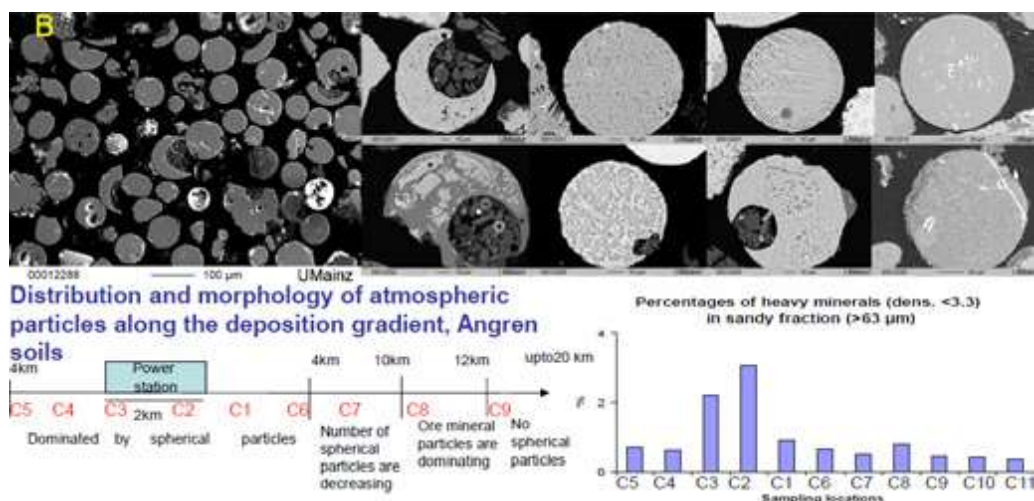 B
00012288 100 µm UMainz
Distribution and morphology of atmospheric
particles along the deposition gradient, Angren
soils
4km Power station 4km 10km 12km upto20 km
2km
C5 C4 C3 C2 C1 C6 C7 C8 C9
Dominated by spherical particles
Number of
spherical
particles are
decreasing
Ore mineral
particles are
dominating
No
spherical
particles
Percentages of heavy minerals (dens. <3.3)
in sandy fraction (>63 µm)
4
%
2
0
C5 C4 C3 C2 C1 C6 C7 C8 C9 C10 C11
Sampling locations